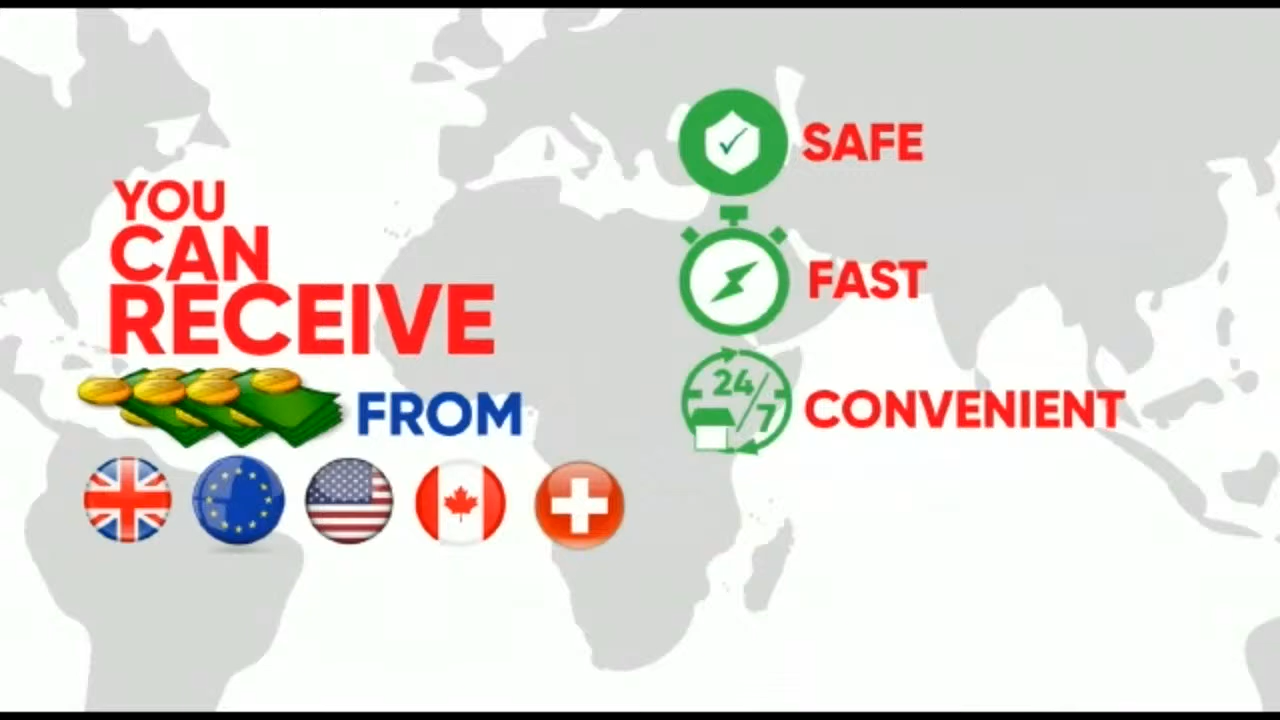 YOU
CAN
RECEIVE
FROM
SAFE
FAST
24/7
CONVENIENT